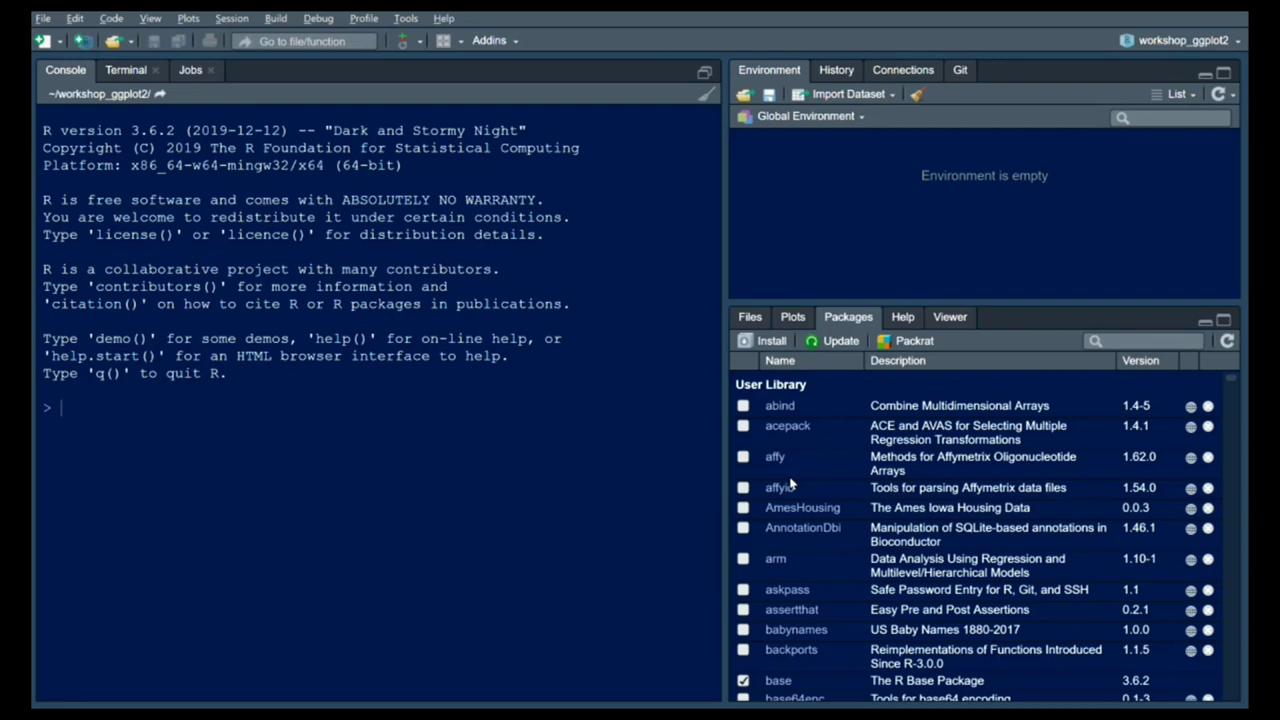 File Edit Code View Plots Session Build Debug Profile Tools Help
Go to file/function Addins workshop_ggplot2
Console Terminal Jobs
~/workshop_ggplot2/
R version 3.6.2 (2019-12-12) -- "Dark and Stormy Night"
Copyright (C) 2019 The R Foundation for Statistical Computing
Platform: x86_64-w64-mingw32/x64 (64-bit)
R is free software and comes with ABSOLUTELY NO WARRANTY.
You are welcome to redistribute it under certain conditions.
Type 'license()' or 'licence()' for distribution details.
R is a collaborative project with many contributors.
Type 'contributors()' for more information and
'citation()' on how to cite R or R packages in publications.
Type 'demo()' for some demos, 'help()' for on-line help, or
'help.start()' for an HTML browser interface to help.
Type 'q()' to quit R.
>
Environment History Connections Git
Import Dataset List
Global Environment
Environment is empty
Files Plots Packages Help Viewer
Install Update Packrat
Name Description Version
User Library
abind Combine Multidimensional Arrays 1.4-5
acepack ACE and AVAS for Selecting Multiple 1.4.1
Regression Transformations
affy Methods for Affymetrix Oligonucleotide 1.62.0
Arrays
affyio Tools for parsing Affymetrix data files 1.54.0
AmesHousing The Ames Iowa Housing Data 0.0.3
AnnotationDbi Manipulation of SQLite-based annotations in 1.46.1
Bioconductor
arm Data Analysis Using Regression and 1.10-1
Multilevel/Hierarchical Models
askpass Safe Password Entry for R, Git, and SSH 1.1
assertthat Easy Pre and Post Assertions 0.2.1
babynames US Baby Names 1880-2017 1.0.0
backports Reimplementations of Functions Introduced 1.1.5
Since R-3.0.0
base The R Base Package 3.6.2
base64enc Tools for base64 encoding 0.1-3